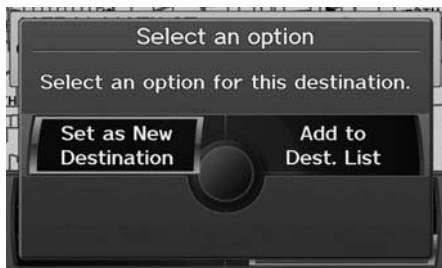 Select an option
Select an option for this destination.
Set as New
Destination
Add to
Dest. List